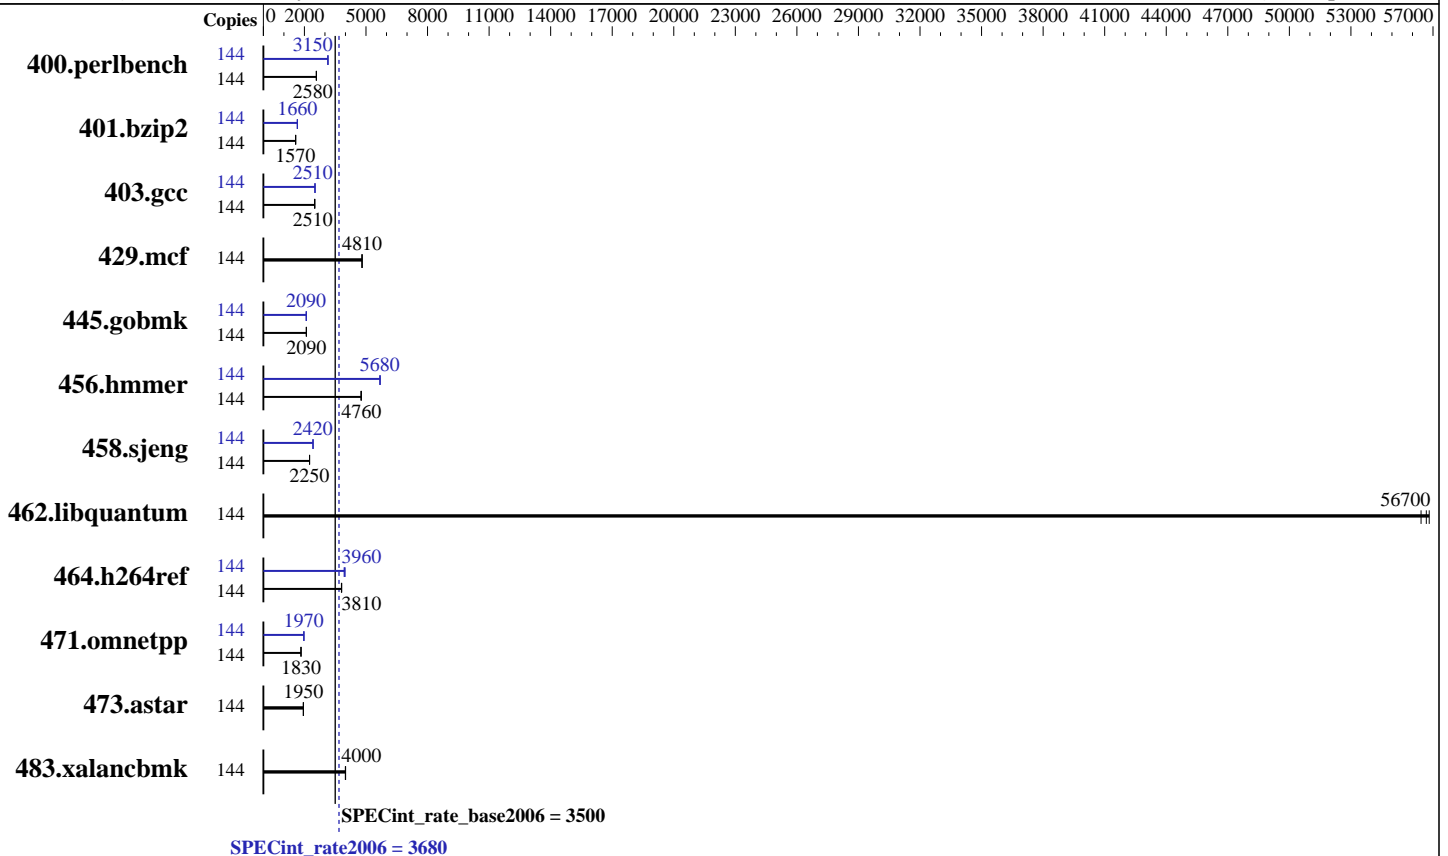 Copies 0 2000 5000 8000 11000 14000 17000 20000 23000 26000 29000 32000 35000 38000 41000 44000 47000 50000 53000 57000
3150
400.perlbench 144
144
2580
1660
401.bzip2 144
144
1570
2510
403.gcc 144
144
2510
4810
429.mcf 144
2090
445.gobmk 144
144
2090
5680
456.hmmer 144
144
4760
2420
458.sjeng 144
144
2250
56700
462.libquantum 144
3960
464.h264ref 144
144
3810
1970
471.omnetpp 144
144
1830
1950
473.astar 144
4000
483.xalancbmk 144
SPECint_rate_base2006 = 3500
SPECint_rate2006 = 3680